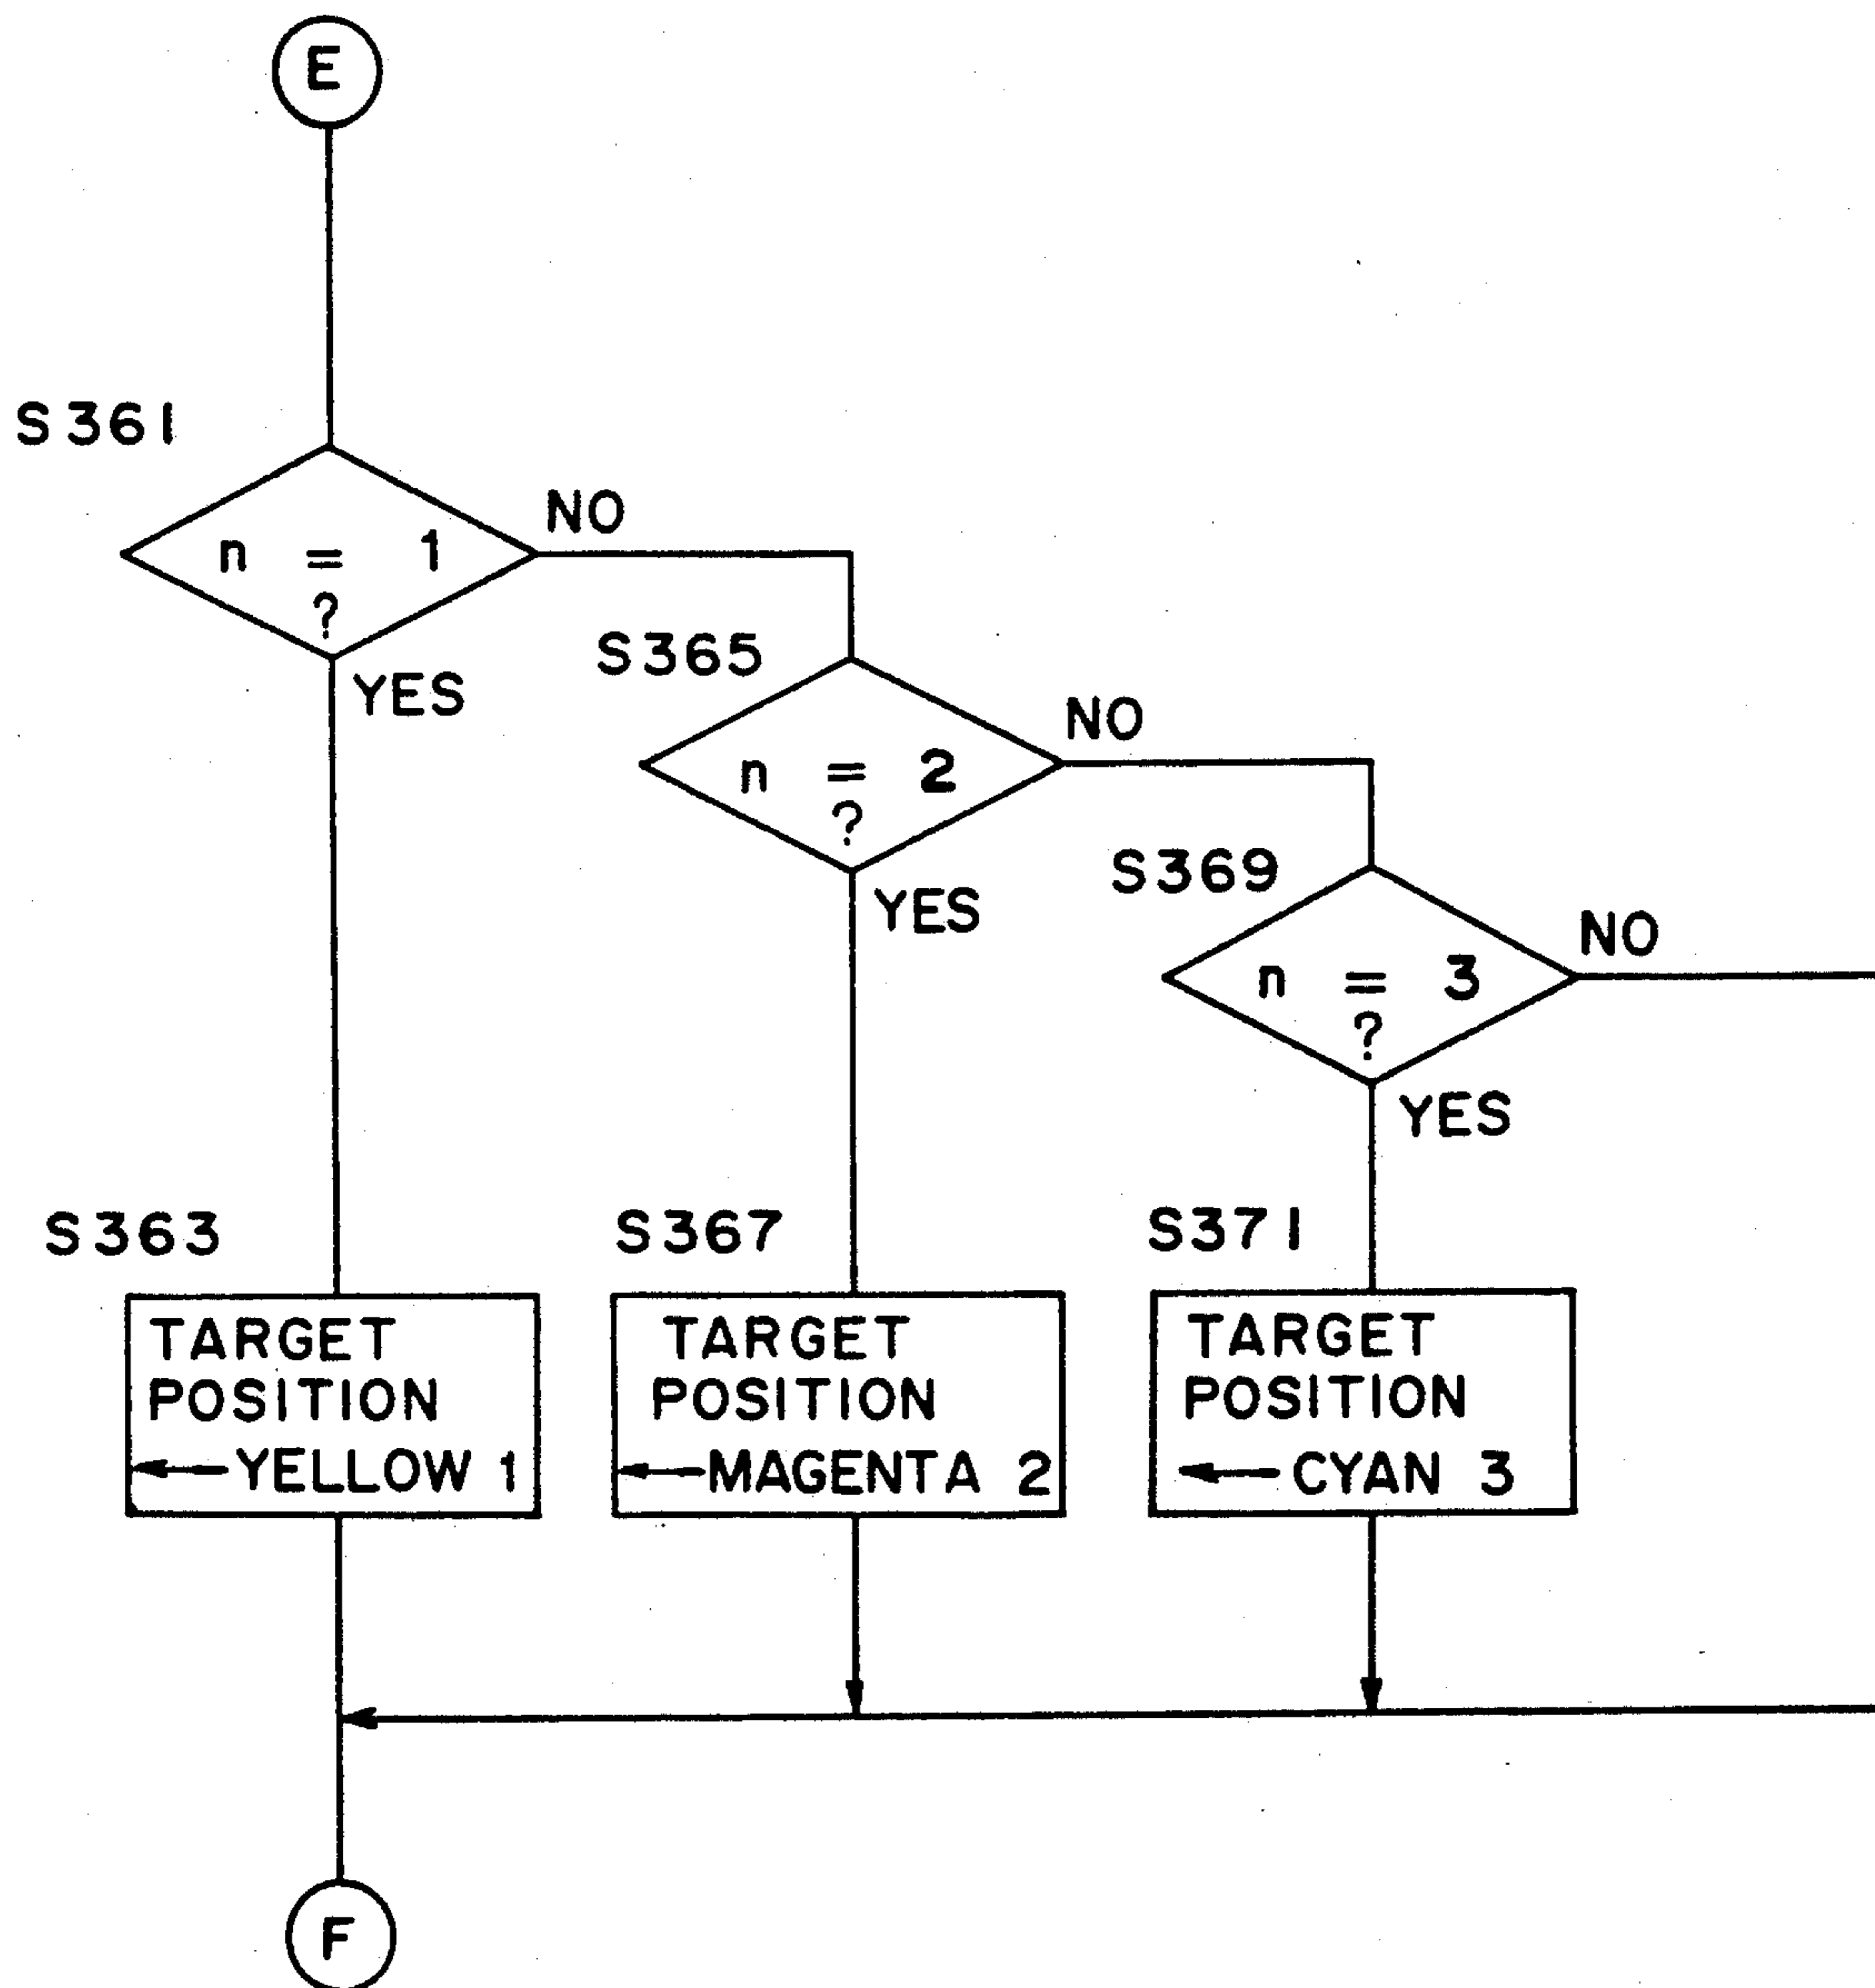 E
S361
n = 1
?
NO
YES
S365
n = 2
?
NO
YES
S369
n = 3
?
NO
YES
S363
TARGET
POSITION
←YELLOW 1
S367
TARGET
POSITION
←MAGENTA 2
S371
TARGET
POSITION
←CYAN 3
F